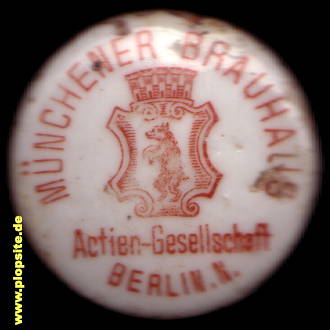 MÜNCHENER BRAUHAUS
Actien-Gesellschaft
BERLIN.N.
www.plopsite.de